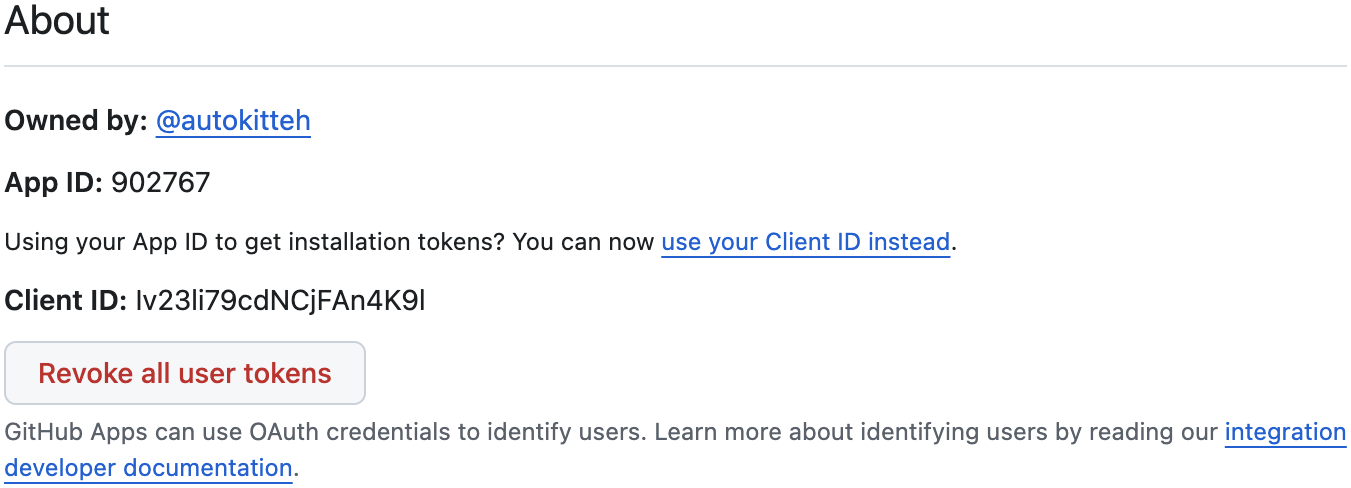 About
Owned by: @autokitteh
App ID: 902767
Using your App ID to get installation tokens? You can now use your Client ID instead.
Client ID: Iv23li79cdNCjFAn4K9l
Revoke all user tokens
GitHub Apps can use OAuth credentials to identify users. Learn more about identifying users by reading our integration
developer documentation.